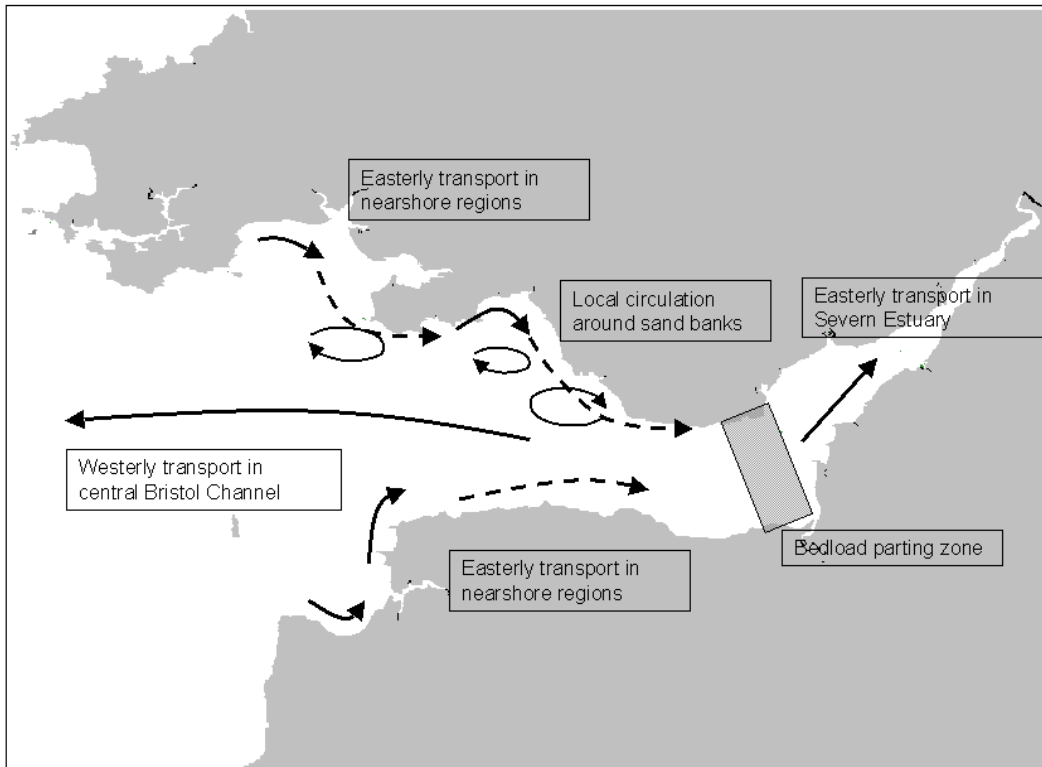 Easterly transport in
nearshore regions
Local circulation
around sand banks
Easterly transport in
Severn Estuary
Westerly transport in
central Bristol Channel
Bedload parting zone
Easterly transport in
nearshore regions